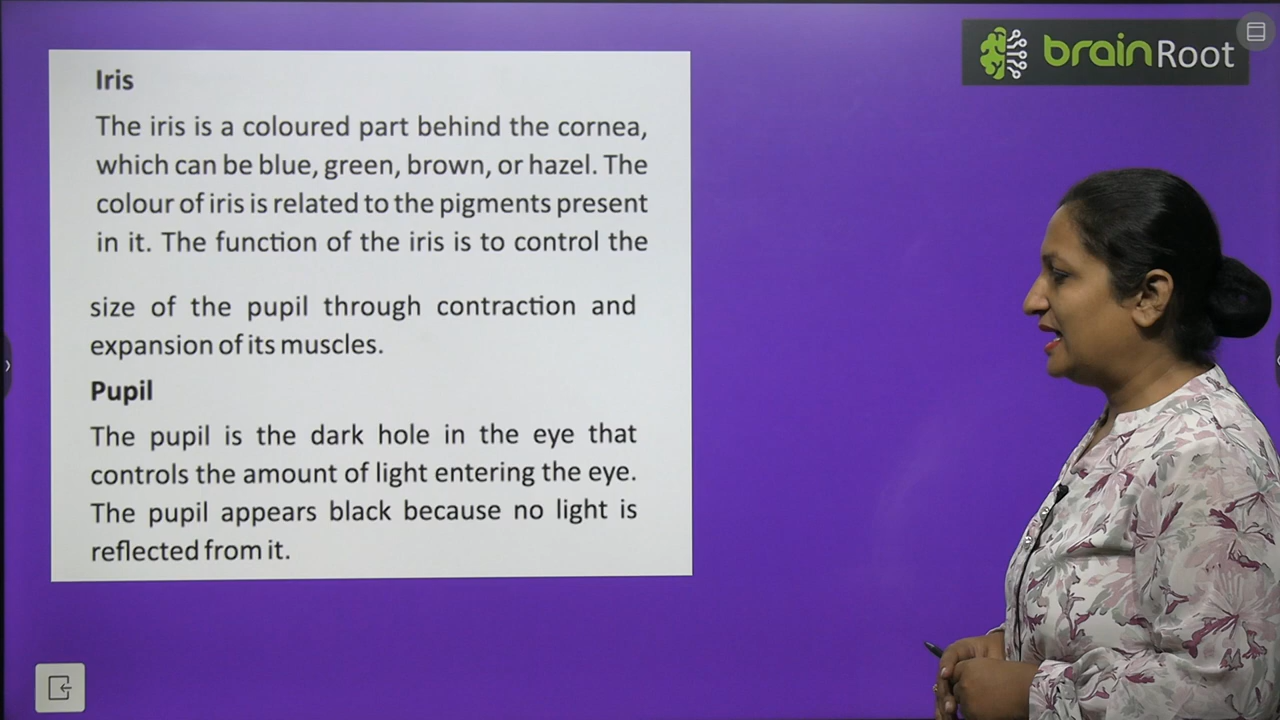 brainRoot
Iris
The iris is a coloured part behind the cornea,
which can be blue, green, brown, or hazel. The
colour of iris is related to the pigments present
in it. The function of the iris is to control the
size of the pupil through contraction and
expansion of its muscles.
Pupil
The pupil is the dark hole in the eye that
controls the amount of light entering the eye.
The pupil appears black because no light is
reflected from it.